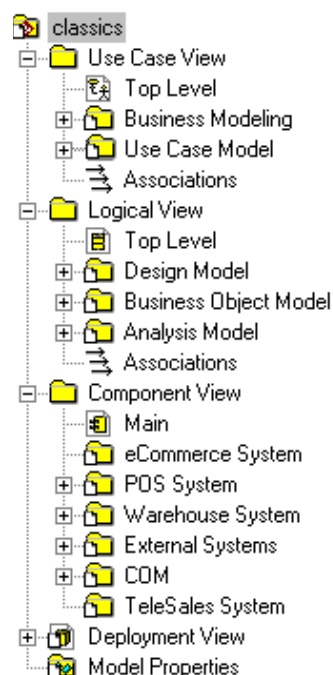 classics
Use Case View
Top Level
Business Modeling
Use Case Model
Associations
Logical View
Top Level
Design Model
Business Object Model
Analysis Model
Associations
Component View
Main
eCommerce System
POS System
Warehouse System
External Systems
COM
TeleSales System
Deployment View
Model Properties